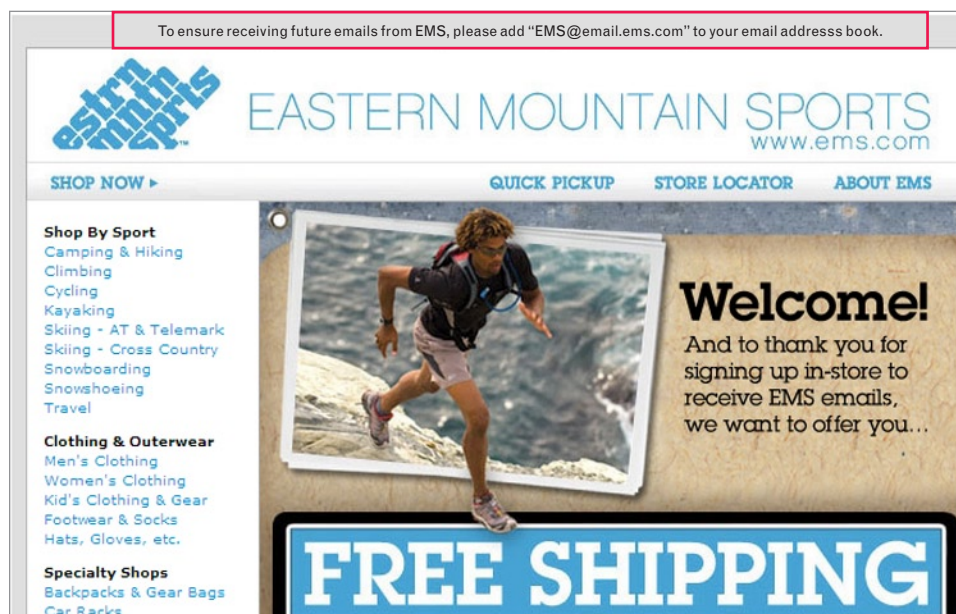 To ensure receiving future emails from EMS, please add “EMS@email.ems.com” to your email addresss book.
estrn
mntn
sprts™
EASTERN MOUNTAIN SPORTS
www.ems.com
SHOP NOW ▸
QUICK PICKUP
STORE LOCATOR
ABOUT EMS
Shop By Sport
Camping & Hiking
Climbing
Cycling
Kayaking
Skiing - AT & Telemark
Skiing - Cross Country
Snowboarding
Snowshoeing
Travel
Clothing & Outerwear
Men's Clothing
Women's Clothing
Kid's Clothing & Gear
Footwear & Socks
Hats, Gloves, etc.
Specialty Shops
Backpacks & Gear Bags
Car Racks
Welcome!
And to thank you for
signing up in-store to
receive EMS emails,
we want to offer you...
FREE SHIPPING